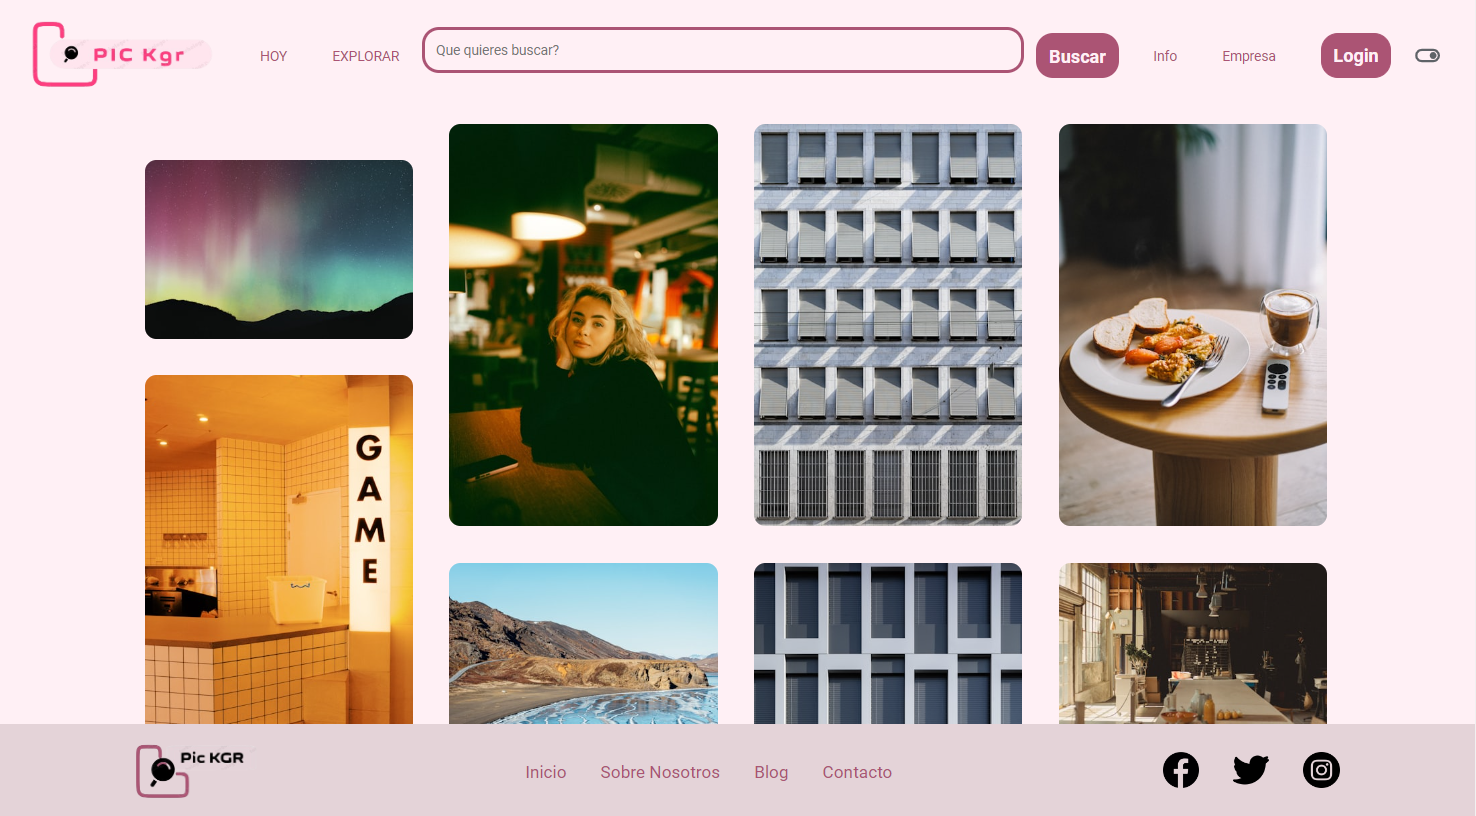 PIC Kgr
HOY
EXPLORAR
Que quieres buscar?
Buscar
Info
Empresa
Login
GAME
Pic KGR
Inicio
Sobre Nosotros
Blog
Contacto